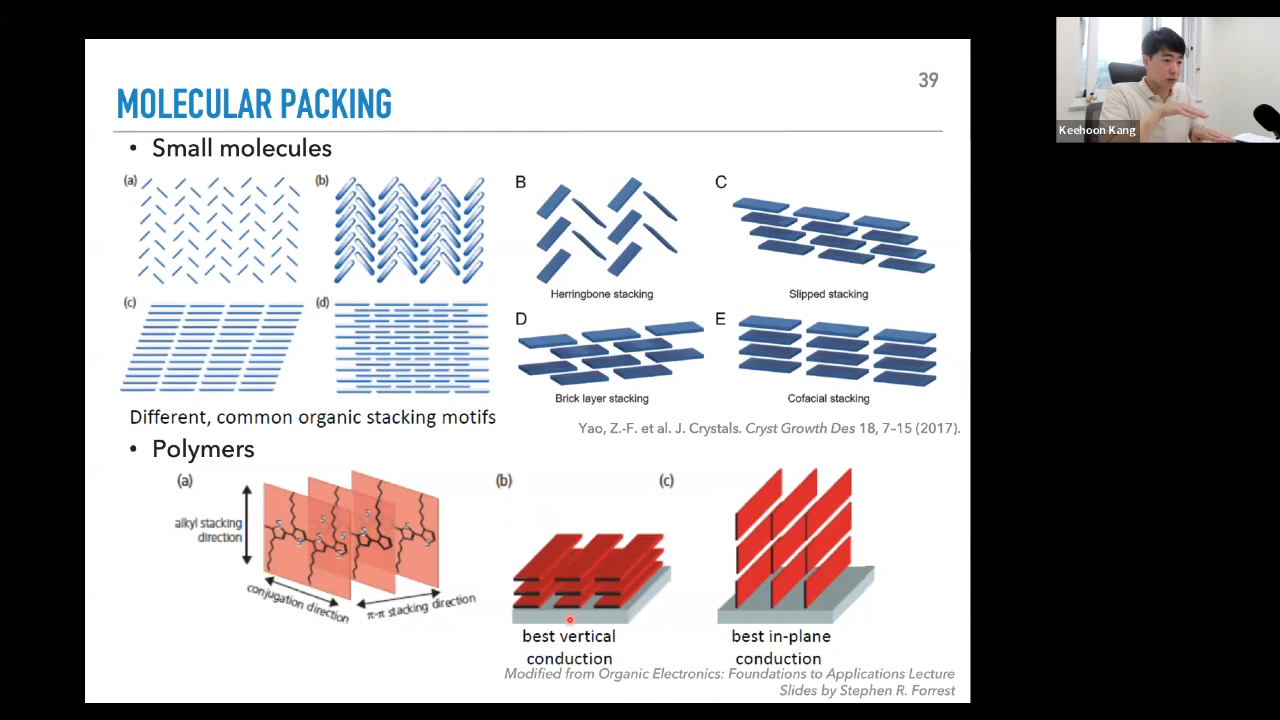 39
MOLECULAR PACKING
• Small molecules
(a)
(b)
B
C
Herringbone stacking
Slipped stacking
(c)
(d)
D
E
Brick layer stacking
Cofacial stacking
Different, common organic stacking motifs
Yao, Z.-F. et al. J. Crystals. Cryst Growth Des 18, 7–15 (2017).
• Polymers
(a)
alkyl stacking
direction
S
S
S
S
S
S
S
S
conjugation direction
π-π stacking direction
(b)
(c)
best vertical
conduction
best in-plane
conduction
Modified from Organic Electronics: Foundations to Applications Lecture
Slides by Stephen R. Forrest
Keehoon Kang